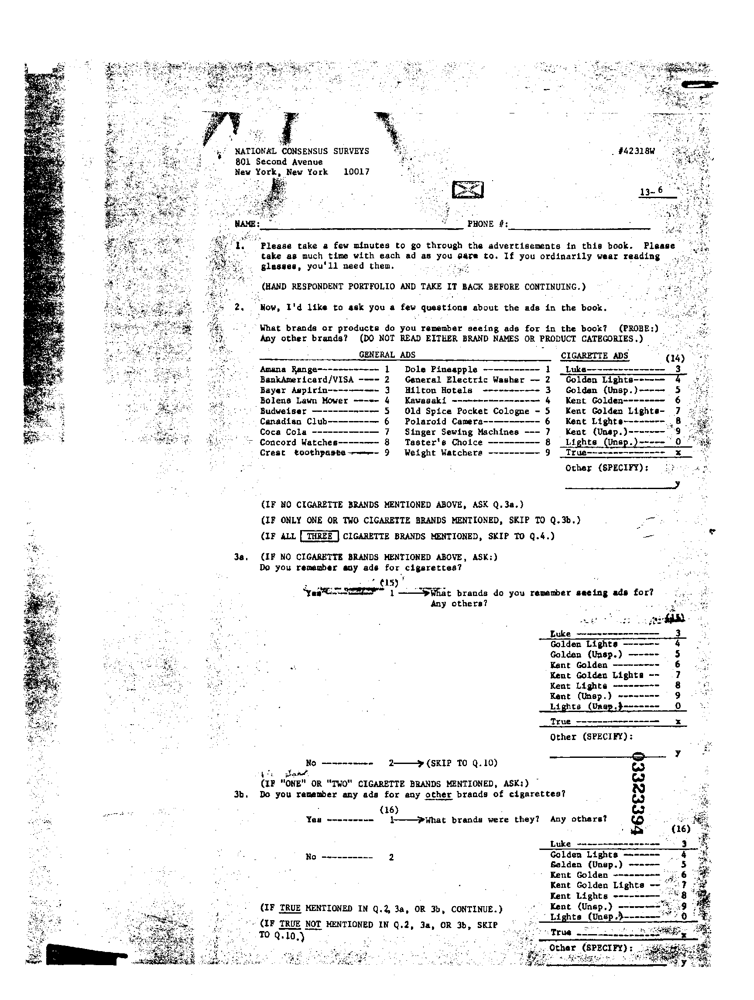 NATIONAL CONSENSUS SURVEYS #42318W
801 Second Avenue
New York, New York 10017
13-6
NAME: PHONE #:
1. Please take a few minutes to go through the advertisements in this book. Please
take as much time with each ad as you care to. If you ordinarily wear reading
glasses, you'll need them.
(HAND RESPONDENT PORTFOLIO AND TAKE IT BACK BEFORE CONTINUING.)
2. Now, I'd like to ask you a few questions about the ads in the book.
What brands or products do you remember seeing ads for in the book? (PROBE:)
Any other brands? (DO NOT READ EITHER BRAND NAMES OR PRODUCT CATEGORIES.)
GENERAL ADS CIGARETTE ADS (14)
Amana Range------------ 1 Dole Pineapple ----------- 1 Luke--------------- 3
BankAmericard/VISA ---- 2 General Electric Washer -- 2 Golden Lights----- 4
Bayer Aspirin---------- 3 Hilton Hotels ----------- 3 Golden (Unsp.)----- 5
Bolens Lawn Mower ----- 4 Kawasaki ---------------- 4 Kent Golden-------- 6
Budweiser ------------- 5 Old Spice Pocket Cologne - 5 Kent Golden Lights- 7
Canadian Club---------- 6 Polaroid Camera---------- 6 Kent Lights-------- 8
Coca Cola ------------- 7 Singer Sewing Machines --- 7 Kent (Unsp.)------- 9
Concord Watches-------- 8 Taster's Choice ---------- 8 Lights (Unsp.)----- 0
Crest toothpaste ------ 9 Weight Watchers ---------- 9 True--------------- x
Other (SPECIFY):
y
(IF NO CIGARETTE BRANDS MENTIONED ABOVE, ASK Q.3a.)
(IF ONLY ONE OR TWO CIGARETTE BRANDS MENTIONED, SKIP TO Q.3b.)
(IF ALL THREE CIGARETTE BRANDS MENTIONED, SKIP TO Q.4.)
3a. (IF NO CIGARETTE BRANDS MENTIONED ABOVE, ASK:)
Do you remember any ads for cigarettes?
(15)
Yes--------- 1 What brands do you remember seeing ads for?
Any others?
(15)
Luke ---------------- 3
Golden Lights ------- 4
Golden (Unsp.) ------ 5
Kent Golden --------- 6
Kent Golden Lights -- 7
Kent Lights --------- 8
Kent (Unsp.) -------- 9
Lights (Unsp.)------- 0
True ---------------- x
Other (SPECIFY):
y
No ---------- 2 (SKIP TO Q.10)
(IF "ONE" OR "TWO" CIGARETTE BRANDS MENTIONED, ASK:)
3b. Do you remember any ads for any other brands of cigarettes?
(16)
Yes --------- 1 What brands were they? Any others?
(16)
Luke ---------------- 3
No ---------- 2 Golden Lights ------- 4
Golden (Unsp.) ------ 5
Kent Golden --------- 6
Kent Golden Lights -- 7
Kent Lights --------- 8
(IF TRUE MENTIONED IN Q.2, 3a, OR 3b, CONTINUE.) Kent (Unsp.) -------- 9
Lights (Unsp.)------- 0
(IF TRUE NOT MENTIONED IN Q.2, 3a, OR 3b, SKIP
TO Q.10.) True ---------------- x
Other (SPECIFY):
y
03323394